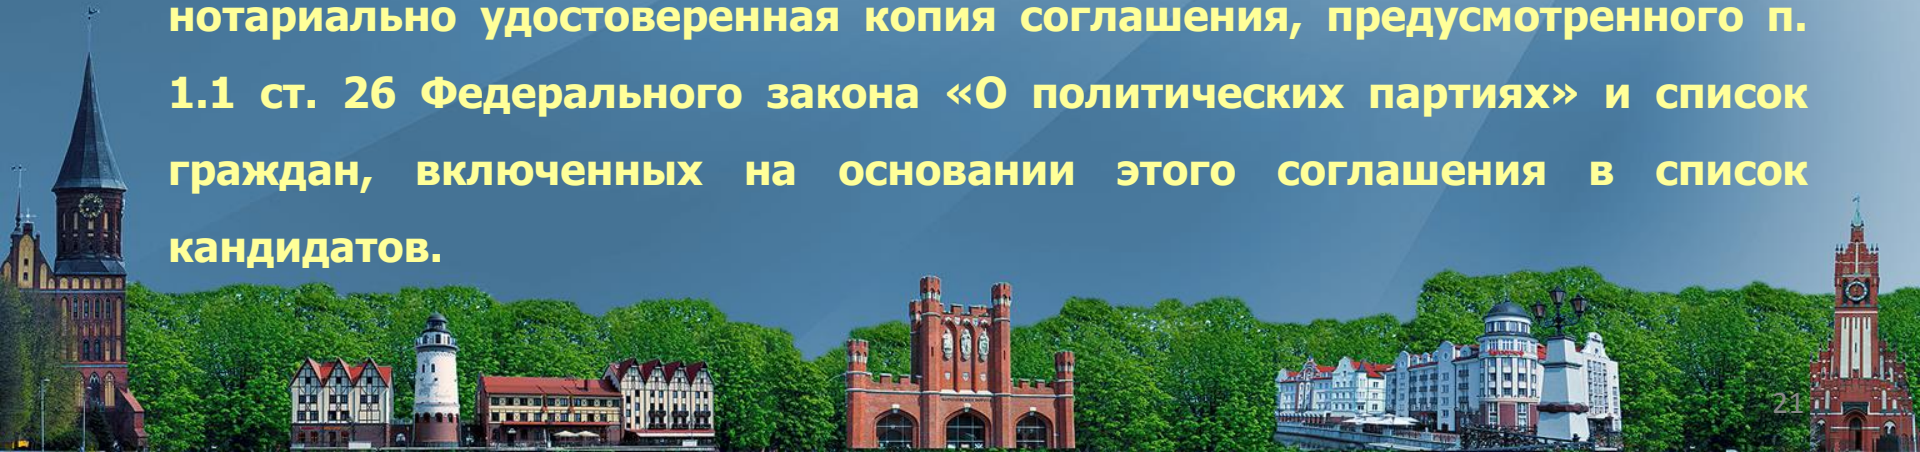 нотариально удостоверенная копия соглашения, предусмотренного п.
1.1 ст. 26 Федерального закона «О политических партиях» и список
граждан, включенных на основании этого соглашения в список
кандидатов.
21